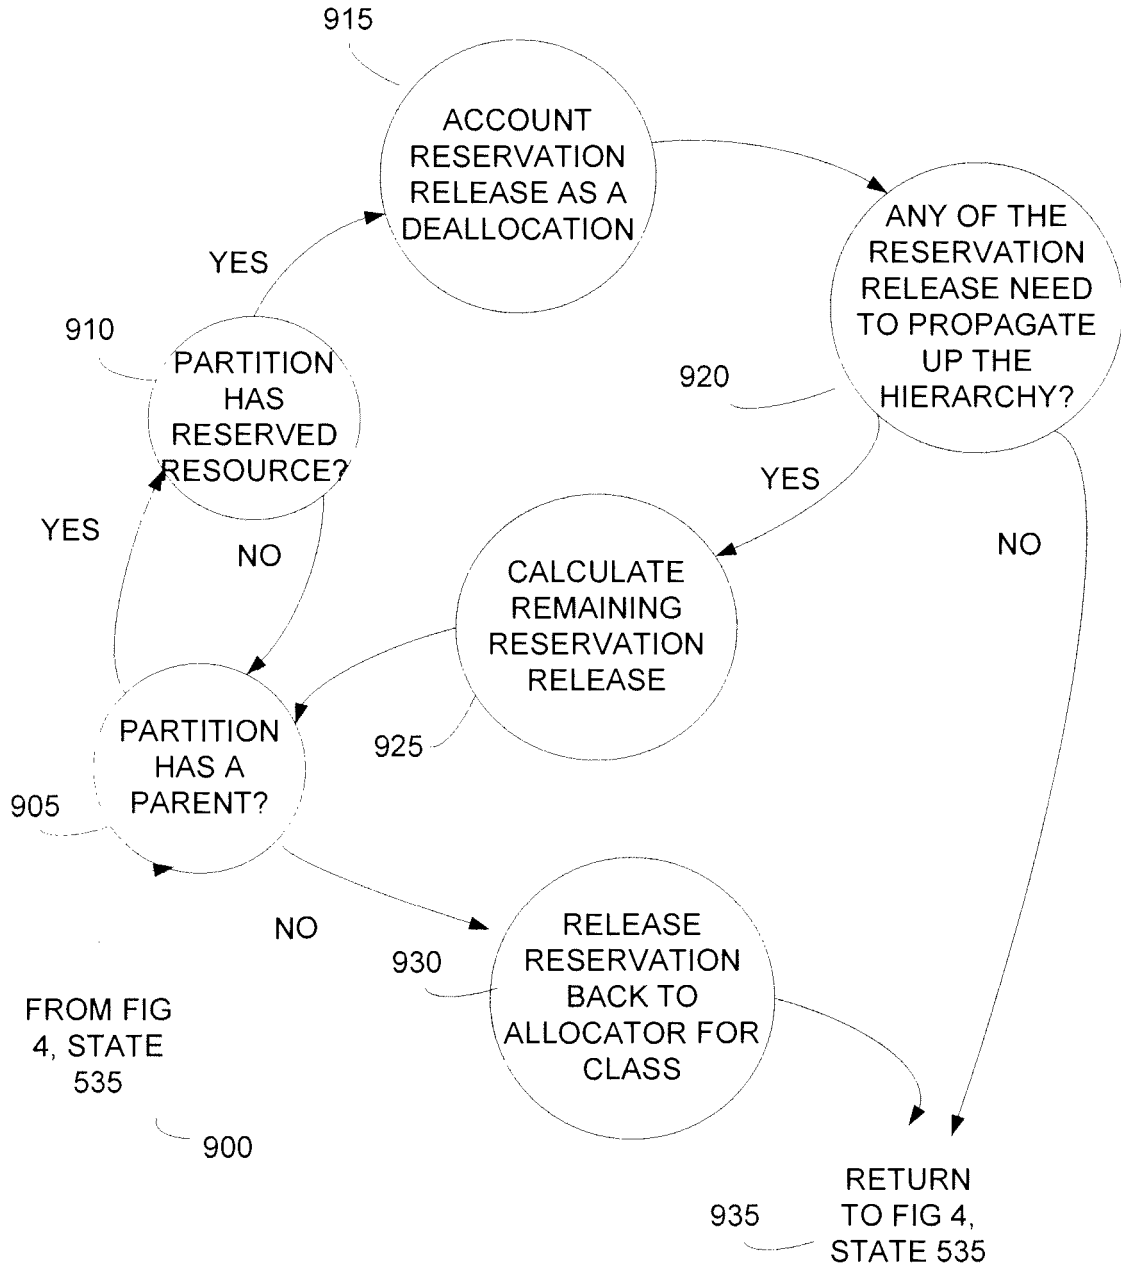 915
ACCOUNT
RESERVATION
RELEASE AS A
DEALLOCATION
ANY OF THE
RESERVATION
RELEASE NEED
TO PROPAGATE
UP THE
HIERARCHY?
YES
910
PARTITION
HAS
RESERVED
RESOURCE?
920
YES
NO
YES
NO
CALCULATE
REMAINING
RESERVATION
RELEASE
925
PARTITION
HAS A
PARENT?
905
NO
930
RELEASE
RESERVATION
BACK TO
ALLOCATOR FOR
CLASS
FROM FIG
4, STATE
535
900
RETURN
TO FIG 4,
STATE 535
935